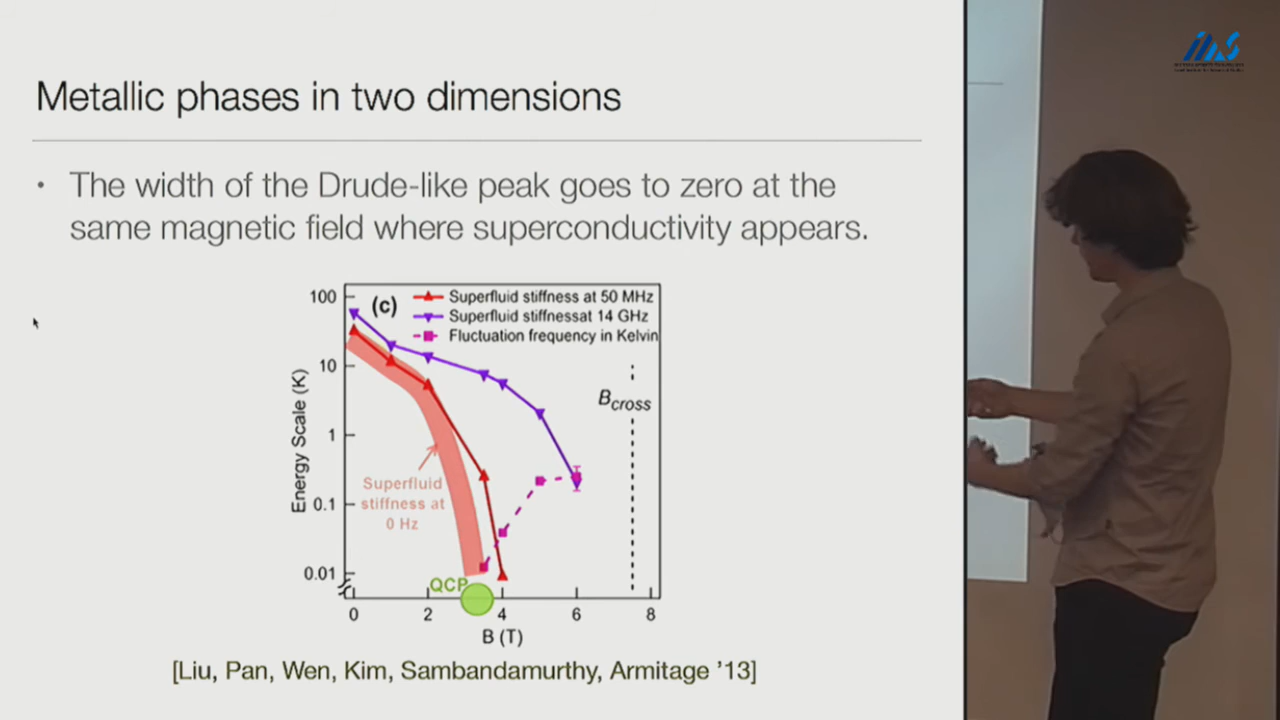 Metallic phases in two dimensions
• The width of the Drude-like peak goes to zero at the
same magnetic field where superconductivity appears.
(c)
Superfluid stiffness at 50 MHz
Superfluid stiffnessat 14 GHz
Fluctuation frequency in Kelvin
100
10
1
0.1
0.01
Energy Scale (K)
Bcross
Superfluid
stiffness at
0 Hz
QCP
0 2 4 6 8
B (T)
[Liu, Pan, Wen, Kim, Sambandamurthy, Armitage ’13]